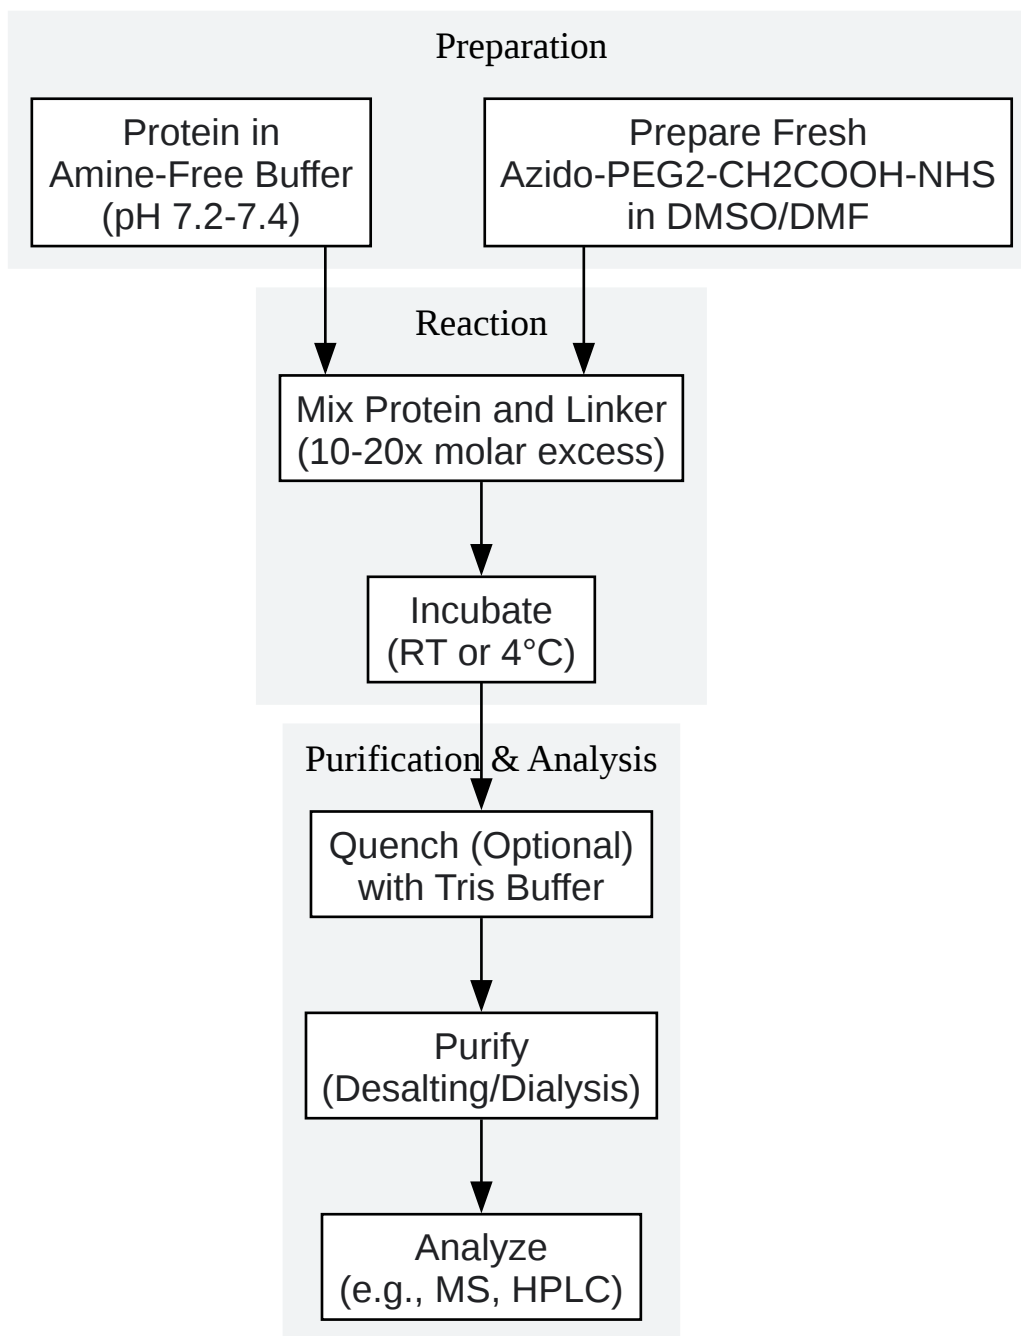 Preparation
Protein in
Amine-Free Buffer
(pH 7.2-7.4)
Prepare Fresh
Azido-PEG2-CH2COOH-NHS
in DMSO/DMF
Reaction
Mix Protein and Linker
(10-20x molar excess)
Incubate
(RT or 4°C)
Purification & Analysis
Quench (Optional)
with Tris Buffer
Purify
(Desalting/Dialysis)
Analyze
(e.g., MS, HPLC)